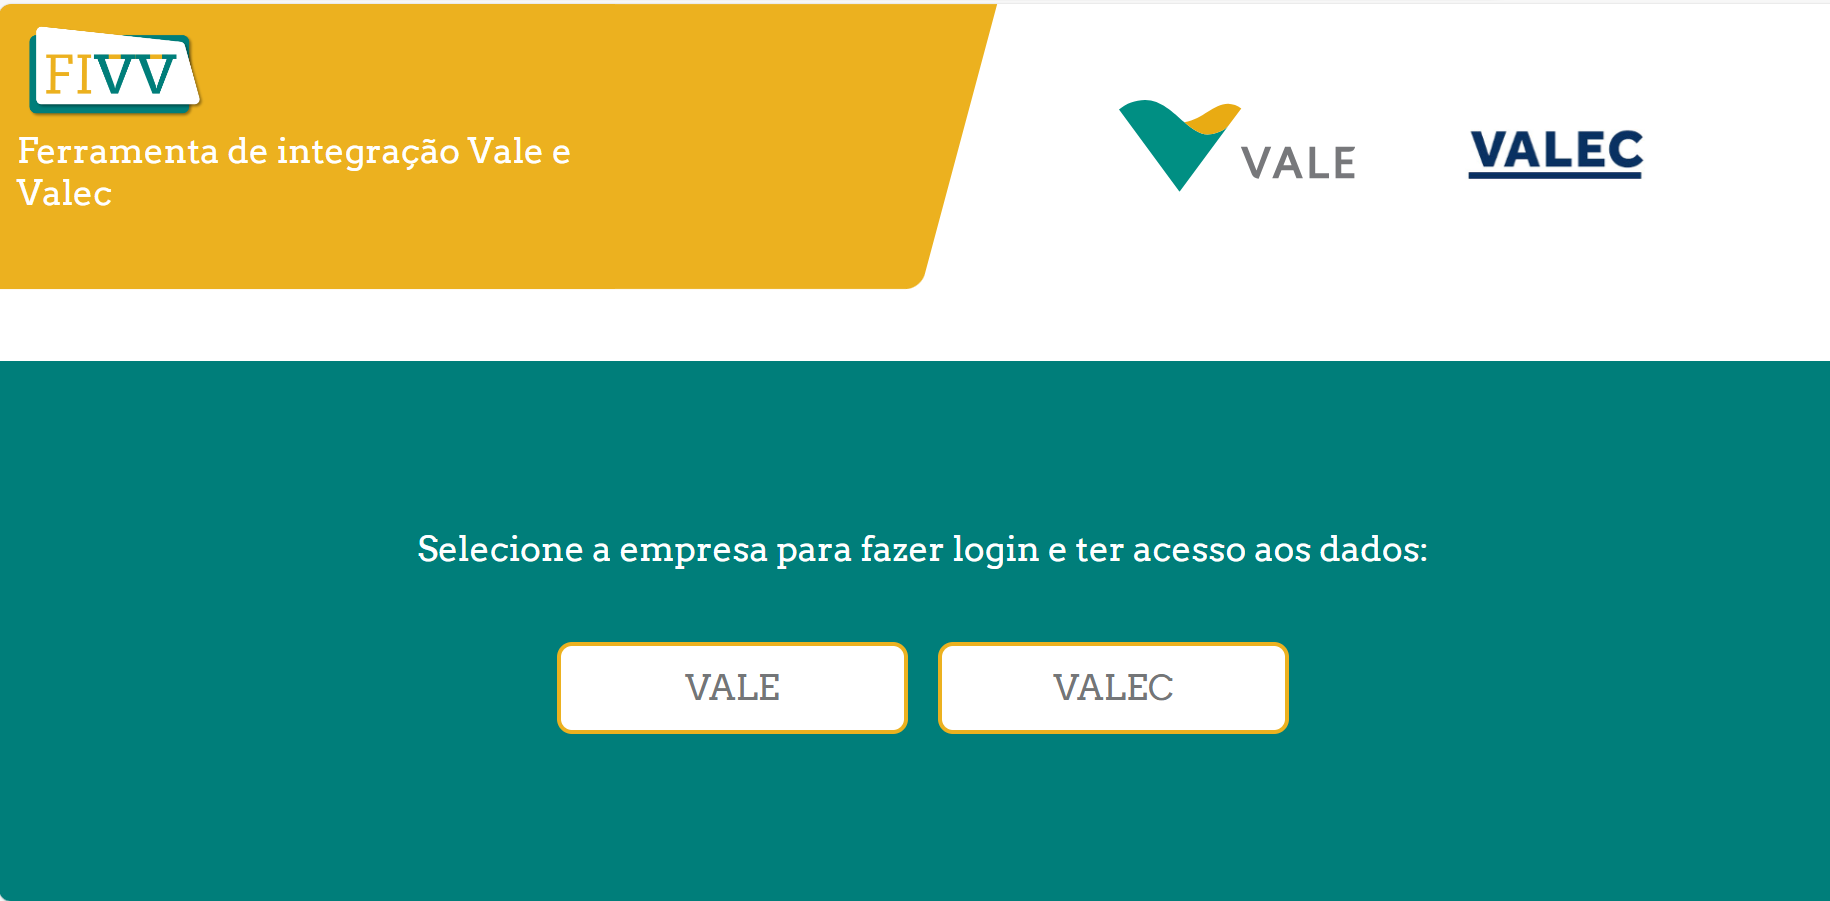 FIVV
Ferramenta de integração Vale e
Valec
VALE
VALEC
Selecione a empresa para fazer login e ter acesso aos dados:
VALE
VALEC